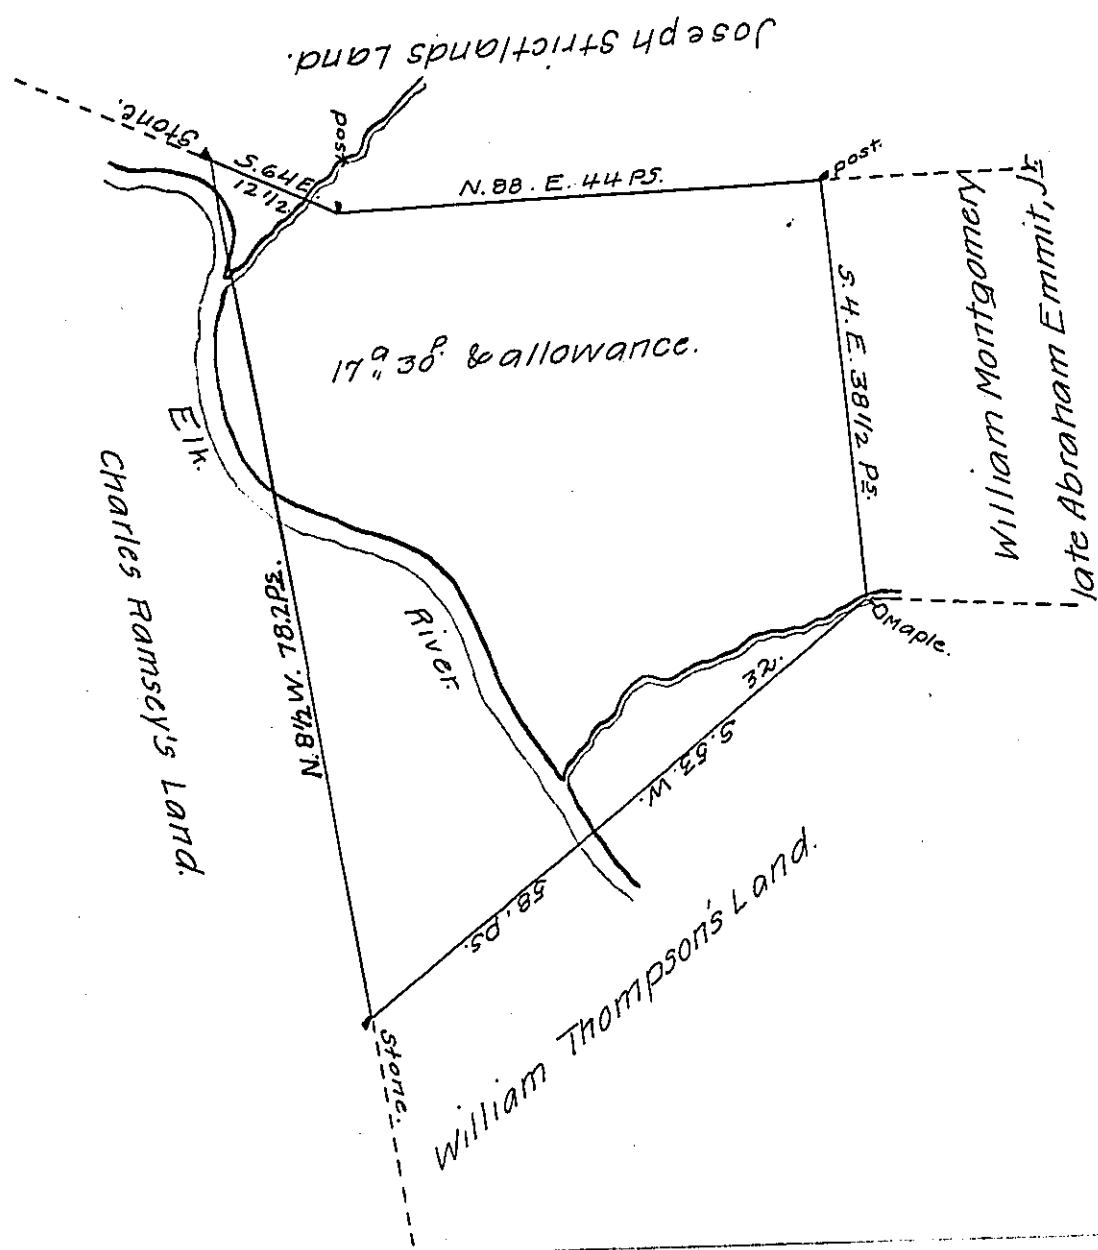 Joseph Strictlands Land.
Stone.
post
S. 64 E.
12 1/2.
N. 88. E. 44 PS.
post.
S. 4. E. 38 1/2 PS.
William Montgomery
late Abraham Emmit, Jr
17a " 30p. & allowance.
Elk.
River.
Charles Ramsey's Land.
N. 8 1/2 W. 78.2 PS.
Maple.
32.
S. 53. W.
58. PS.
William Thompson's Land.
Stone.